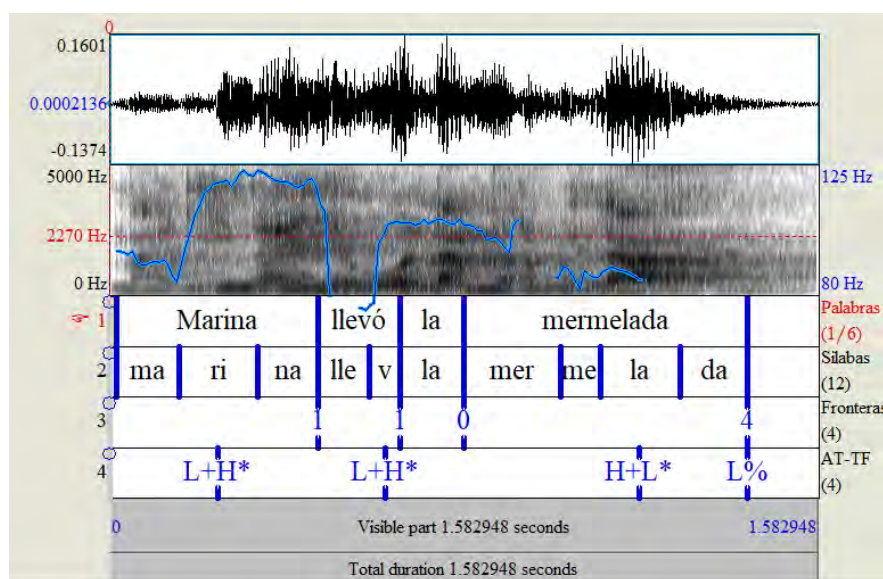 0
0.1601
0.0002136
-0.1374
5000 Hz 125 Hz
2270 Hz
0 Hz 80 Hz
1 Marina llevó la mermelada Palabras
(1/6)
2 ma ri na lle v la mer me la da Sílabas
(12)
3 1 1 0 4 Fronteras
(4)
4 L+H* L+H* H+L* L% AT-TF
(4)
0 Visible part 1.582948 seconds 1.582948
Total duration 1.582948 seconds